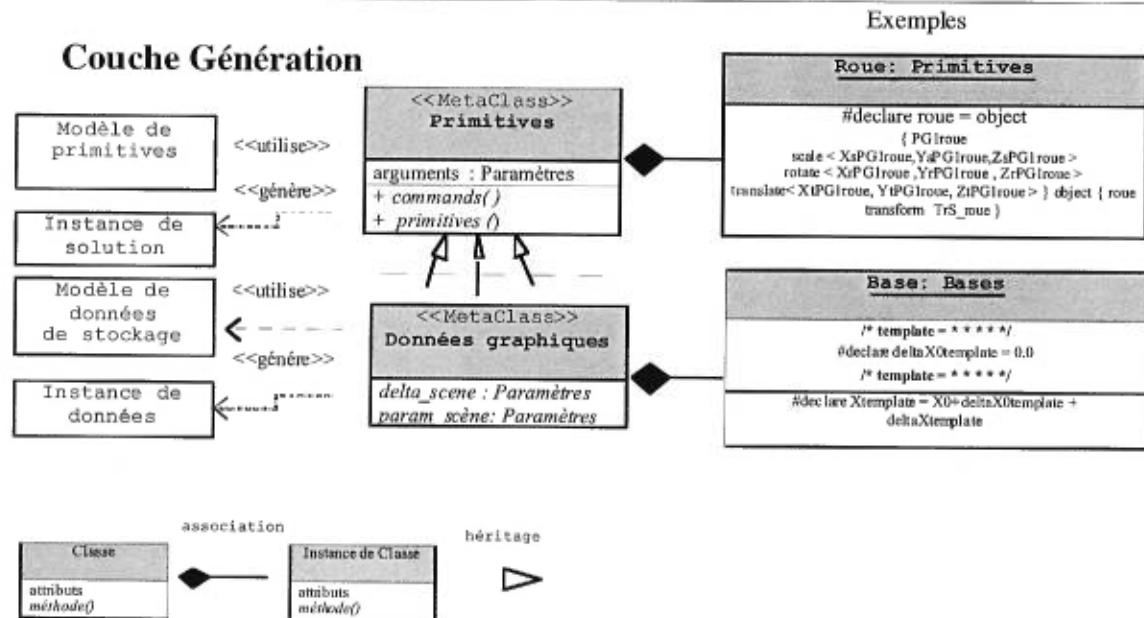 Exemples
Couche Génération
Modèle de
primitives
<<utilise>>
<<génère>>
Instance de
solution
Modèle de
données
de stockage
<<utilise>>
<<génére>>
Instance de
données
<<MetaClass>>
Primitives
arguments : Paramètres
+ commands()
+ primitives ()
<<MetaClass>>
Données graphiques
delta_scene : Paramètres
param_scène: Paramètres
Roue: Primitives
#declare roue = object
{ PG1roue
scale < XsPG1roue,YsPG1roue,ZsPG1roue >
rotate < XrPG1roue ,YrPG1roue , ZrPG1roue >
translate< XtPG1roue, YtPG1roue, ZtPG1roue > } object { roue
transform TrS_roue }
Base: Bases
/* template = * * * * */
#declare deltaX0template = 0.0
/* template = * * * * */
#declare Xtemplate = X0+deltaX0template +
deltaXtemplate
association
héritage
Classe
attributs
méthode()
Instance de Classe
attributs
méthode()